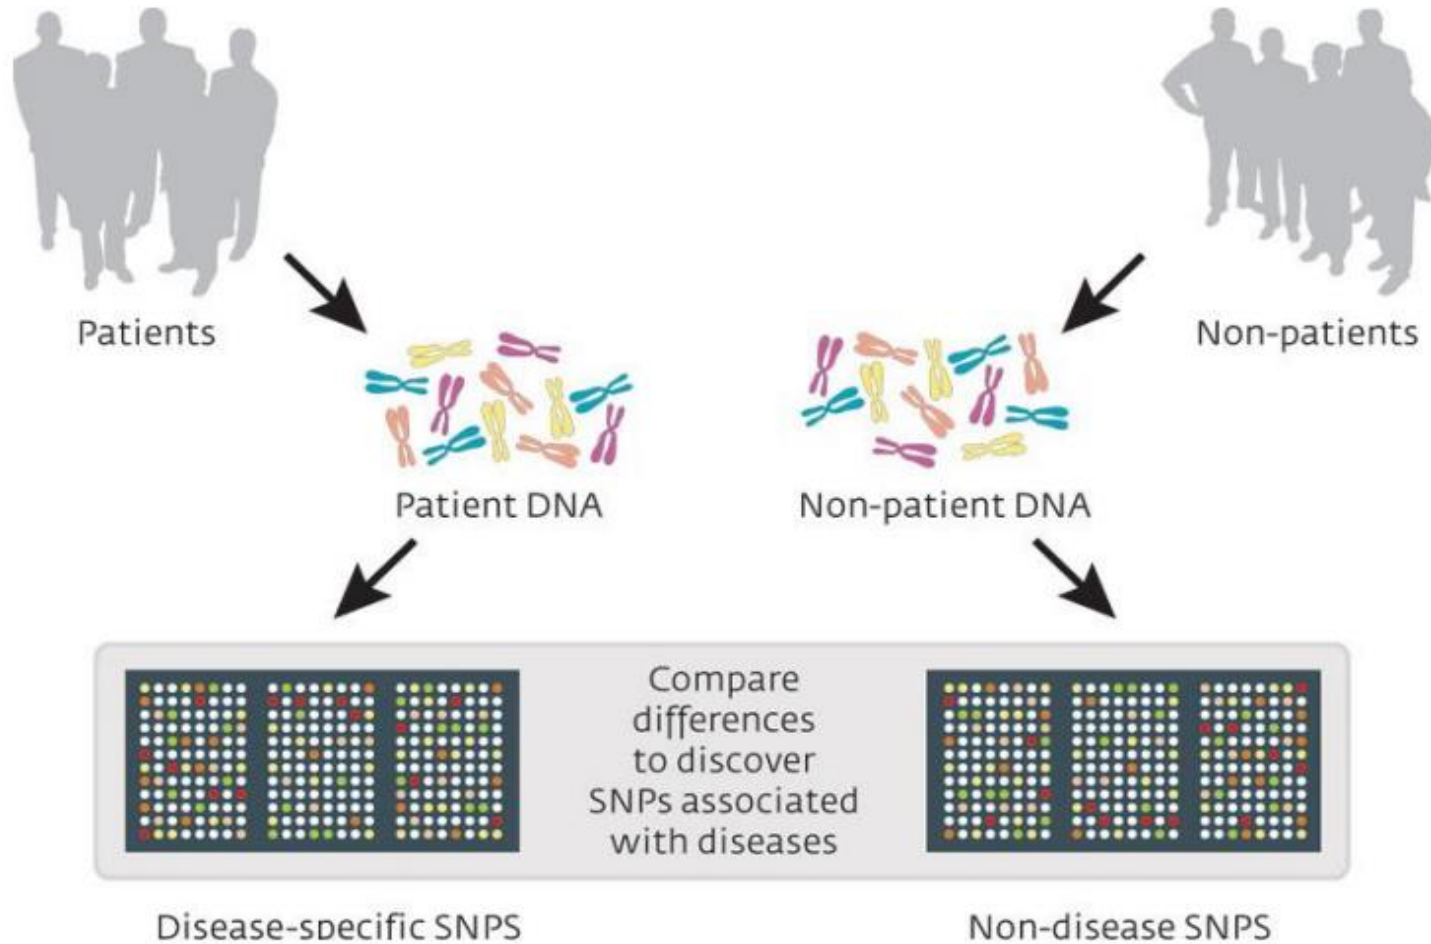 Patients
Non-patients
Patient DNA
Non-patient DNA
Compare
differences
to discover
SNPs associated
with diseases
Disease-specific SNPS
Non-disease SNPS